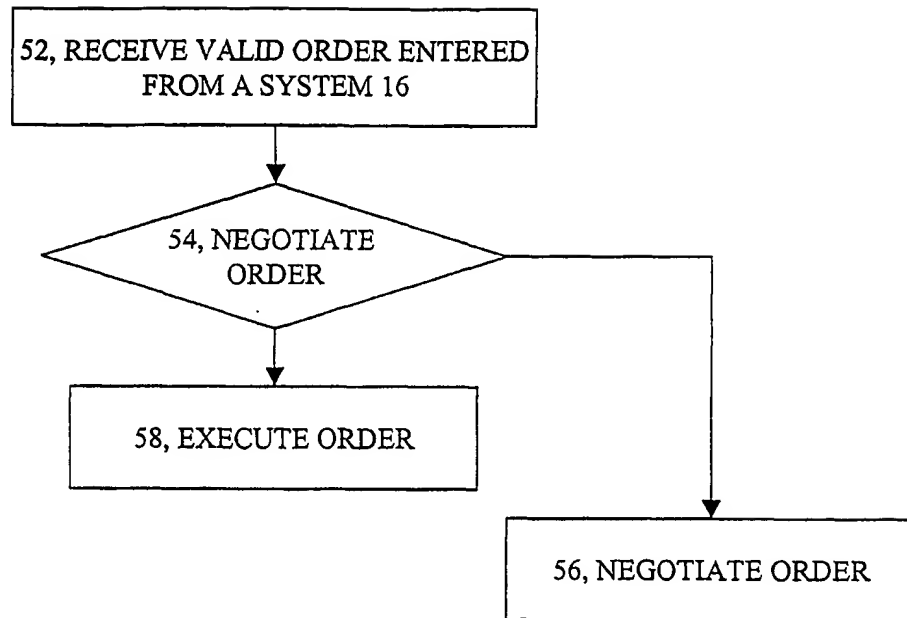 52, RECEIVE VALID ORDER ENTERED
FROM A SYSTEM 16
54, NEGOTIATE
ORDER
58, EXECUTE ORDER
56, NEGOTIATE ORDER